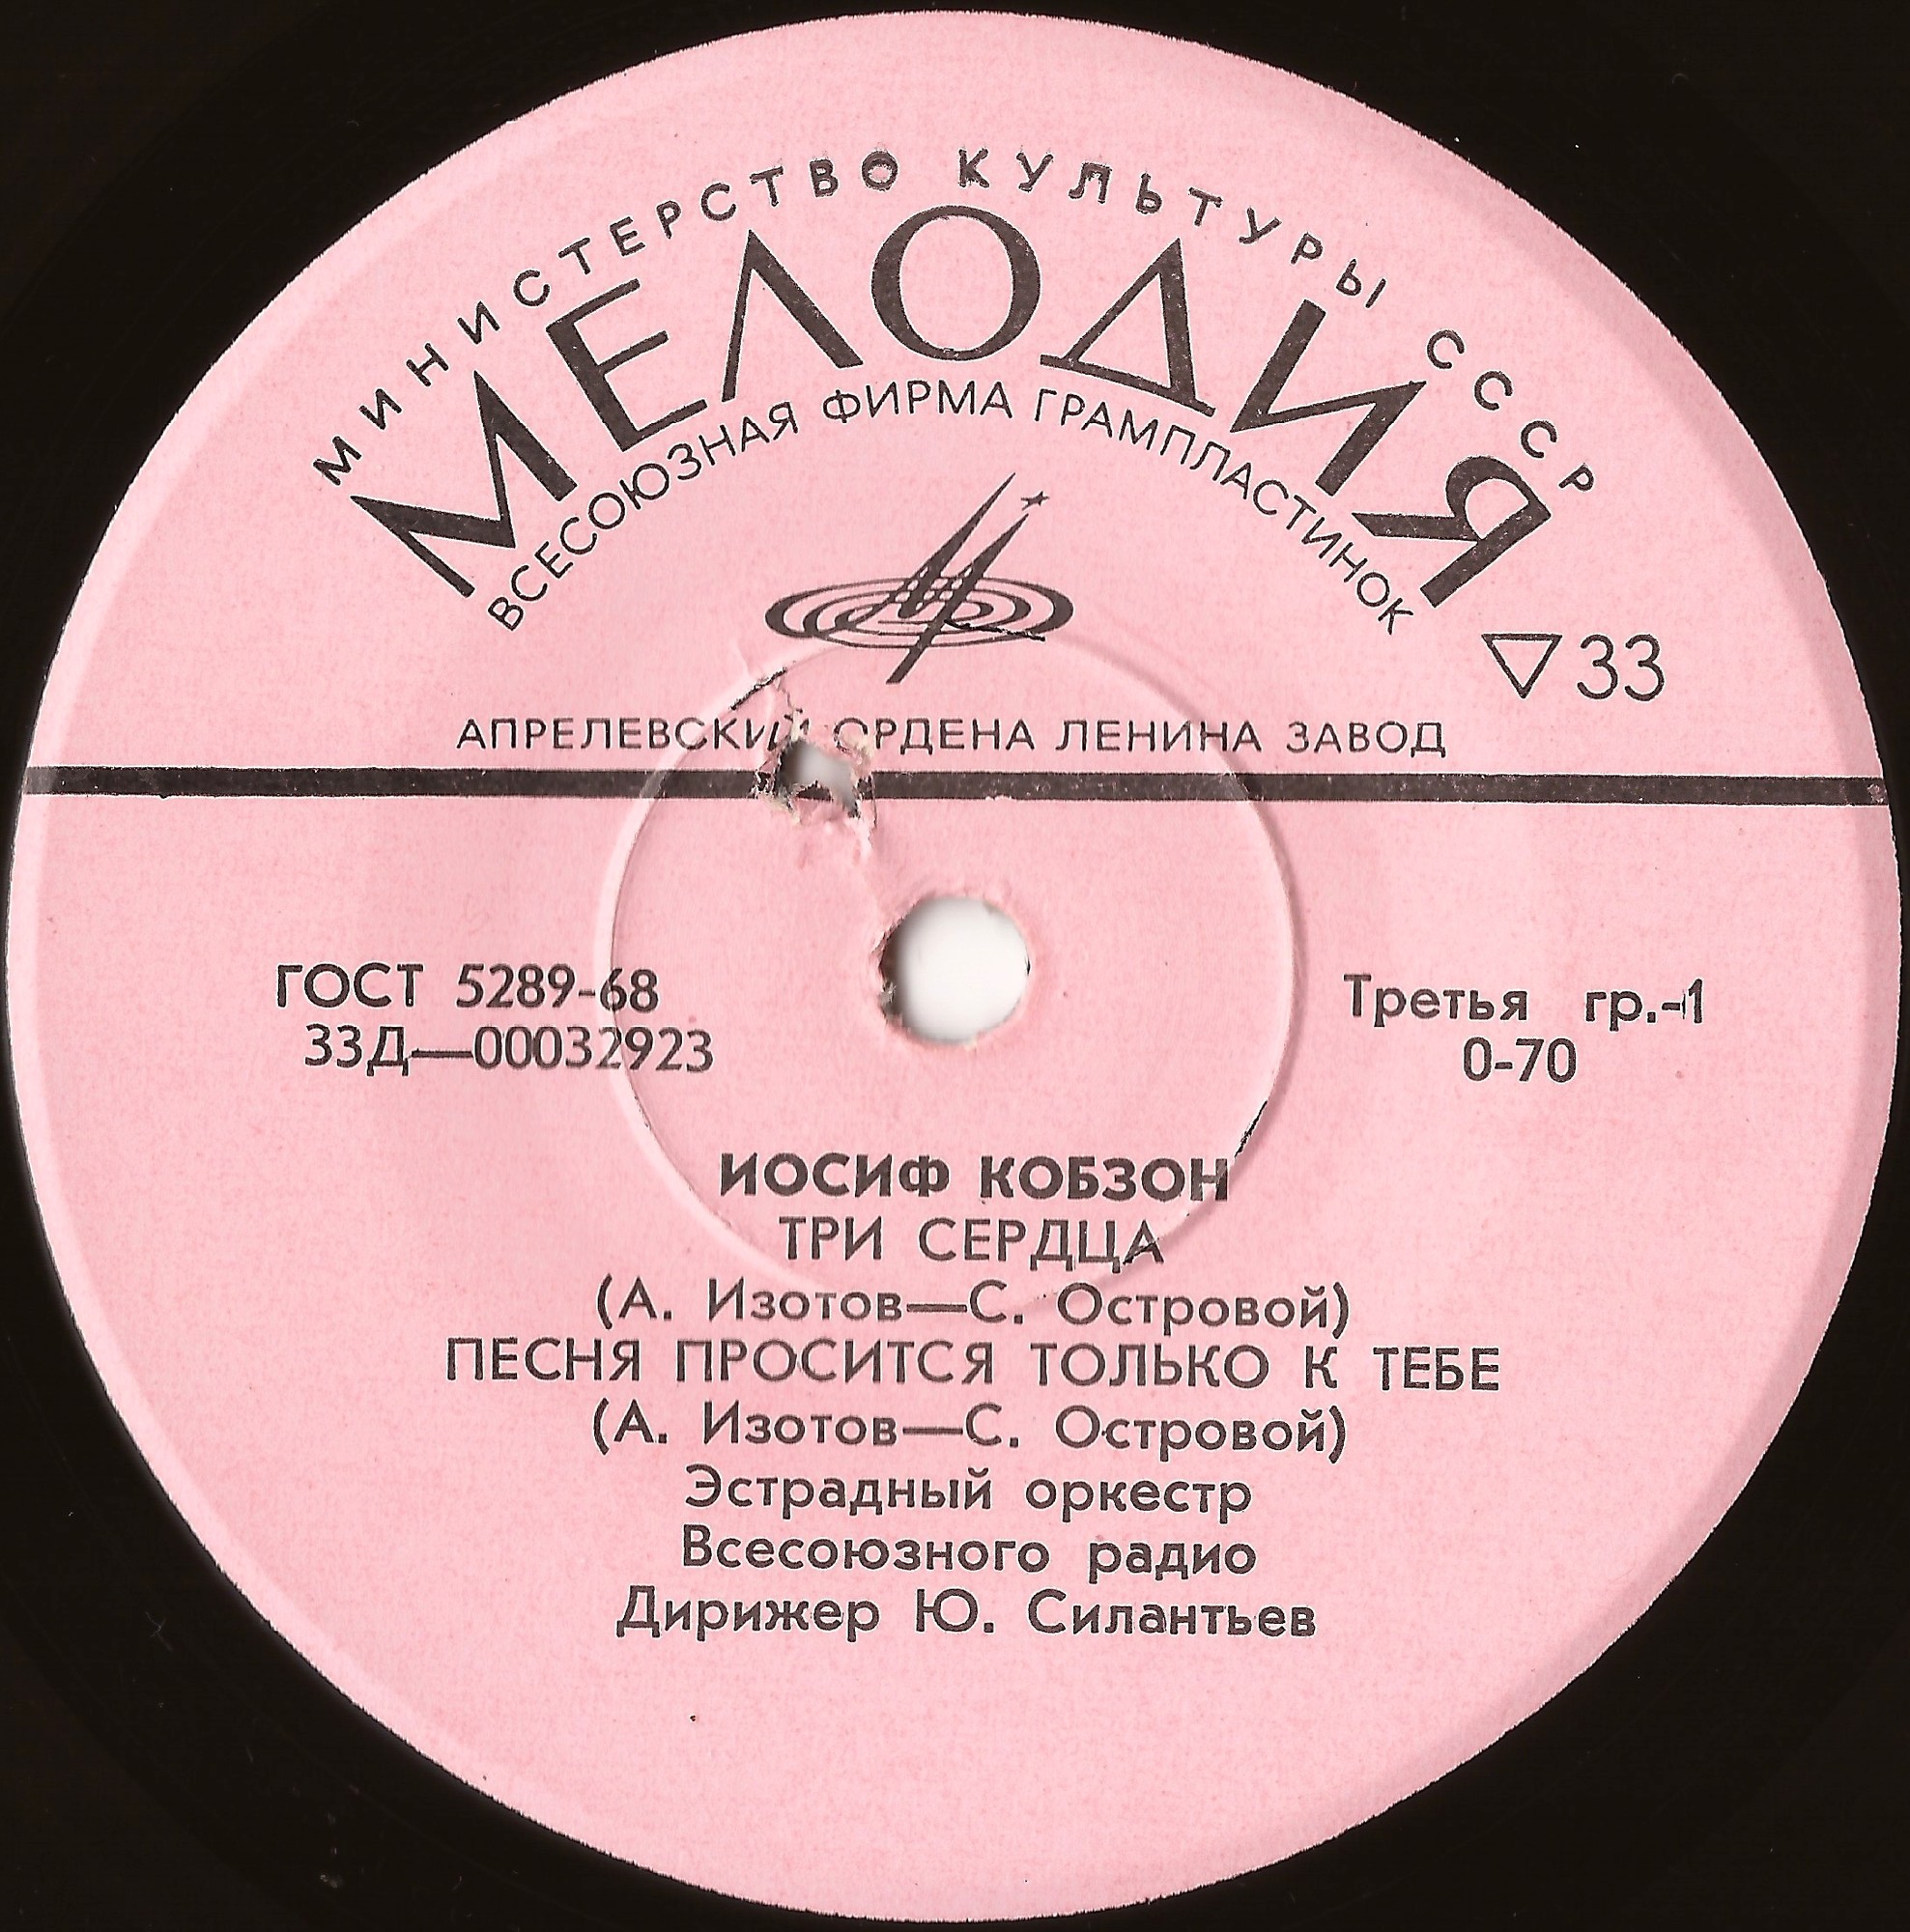 МИНИСТЕРСТВО КУЛЬТУРЫ СССР
МЕЛОДИЯ
ВСЕСОЮЗНАЯ ФИРМА ГРАМПЛАСТИНОК
▽33
АПРЕЛЕВСКИЙ ОРДЕНА ЛЕНИНА ЗАВОД
ГОСТ 5289-68
33Д—00032923
Третья гр.-1
0-70
ИОСИФ КОБЗОН
ТРИ СЕРДЦА
(А. Изотов—С. Островой)
ПЕСНЯ ПРОСИТСЯ ТОЛЬКО К ТЕБЕ
(А. Изотов—С. Островой)
Эстрадный оркестр
Всесоюзного радио
Дирижер Ю. Силантьев